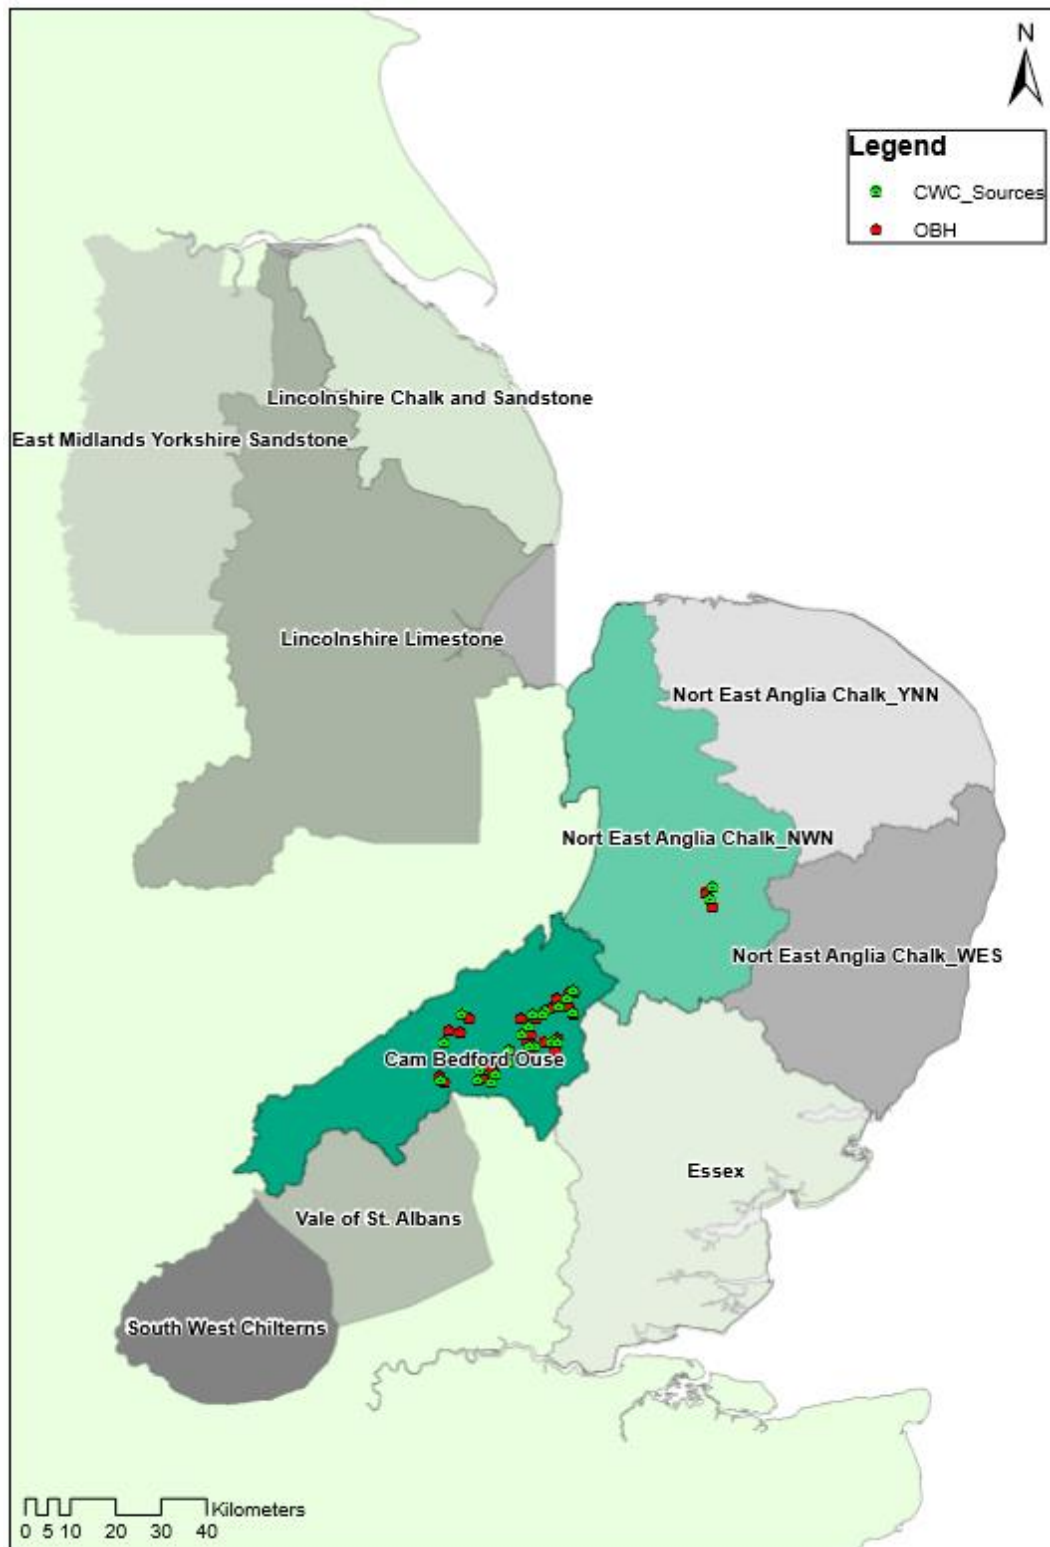 N
Legend
CWC_Sources
OBH
Lincolnshire Chalk and Sandstone
East Midlands Yorkshire Sandstone
Lincolnshire Limestone
Nort East Anglia Chalk_YNN
Nort East Anglia Chalk_NWN
Nort East Anglia Chalk_WES
Cam Bedford Ouse
Essex
Vale of St. Albans
South West Chilterns
Kilometers
0 5 10 20 30 40